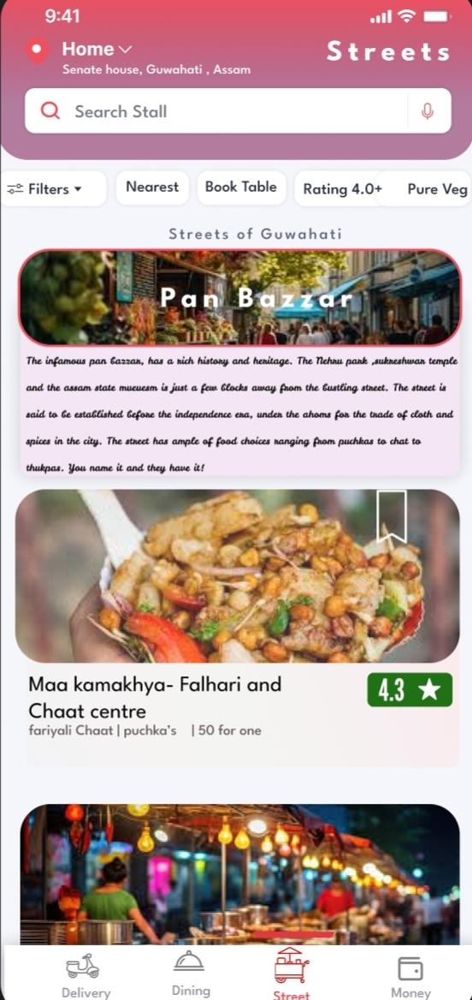 9:41
Home
Streets
Senate house, Guwahati , Assam
Search Stall
Filters
Nearest
Book Table
Rating 4.0+
Pure Veg
Streets of Guwahati
Pan Bazzar
The infamous pan bazzar, has a rich history and heritage. The Nehru park ,sukreshwar temple
and the assam state mueuesm is just a few blocks away from the bustling street. The street is
said to be established before the independence era, under the ahoms for the trade of cloth and
spices in the city. The street has ample of food choices ranging from puchkas to chat to
thukpas. You name it and they have it!
Maa kamakhya- Falhari and
Chaat centre
4.3
fariyali Chaat | puchka's | 50 for one
Delivery
Dining
Street
Money